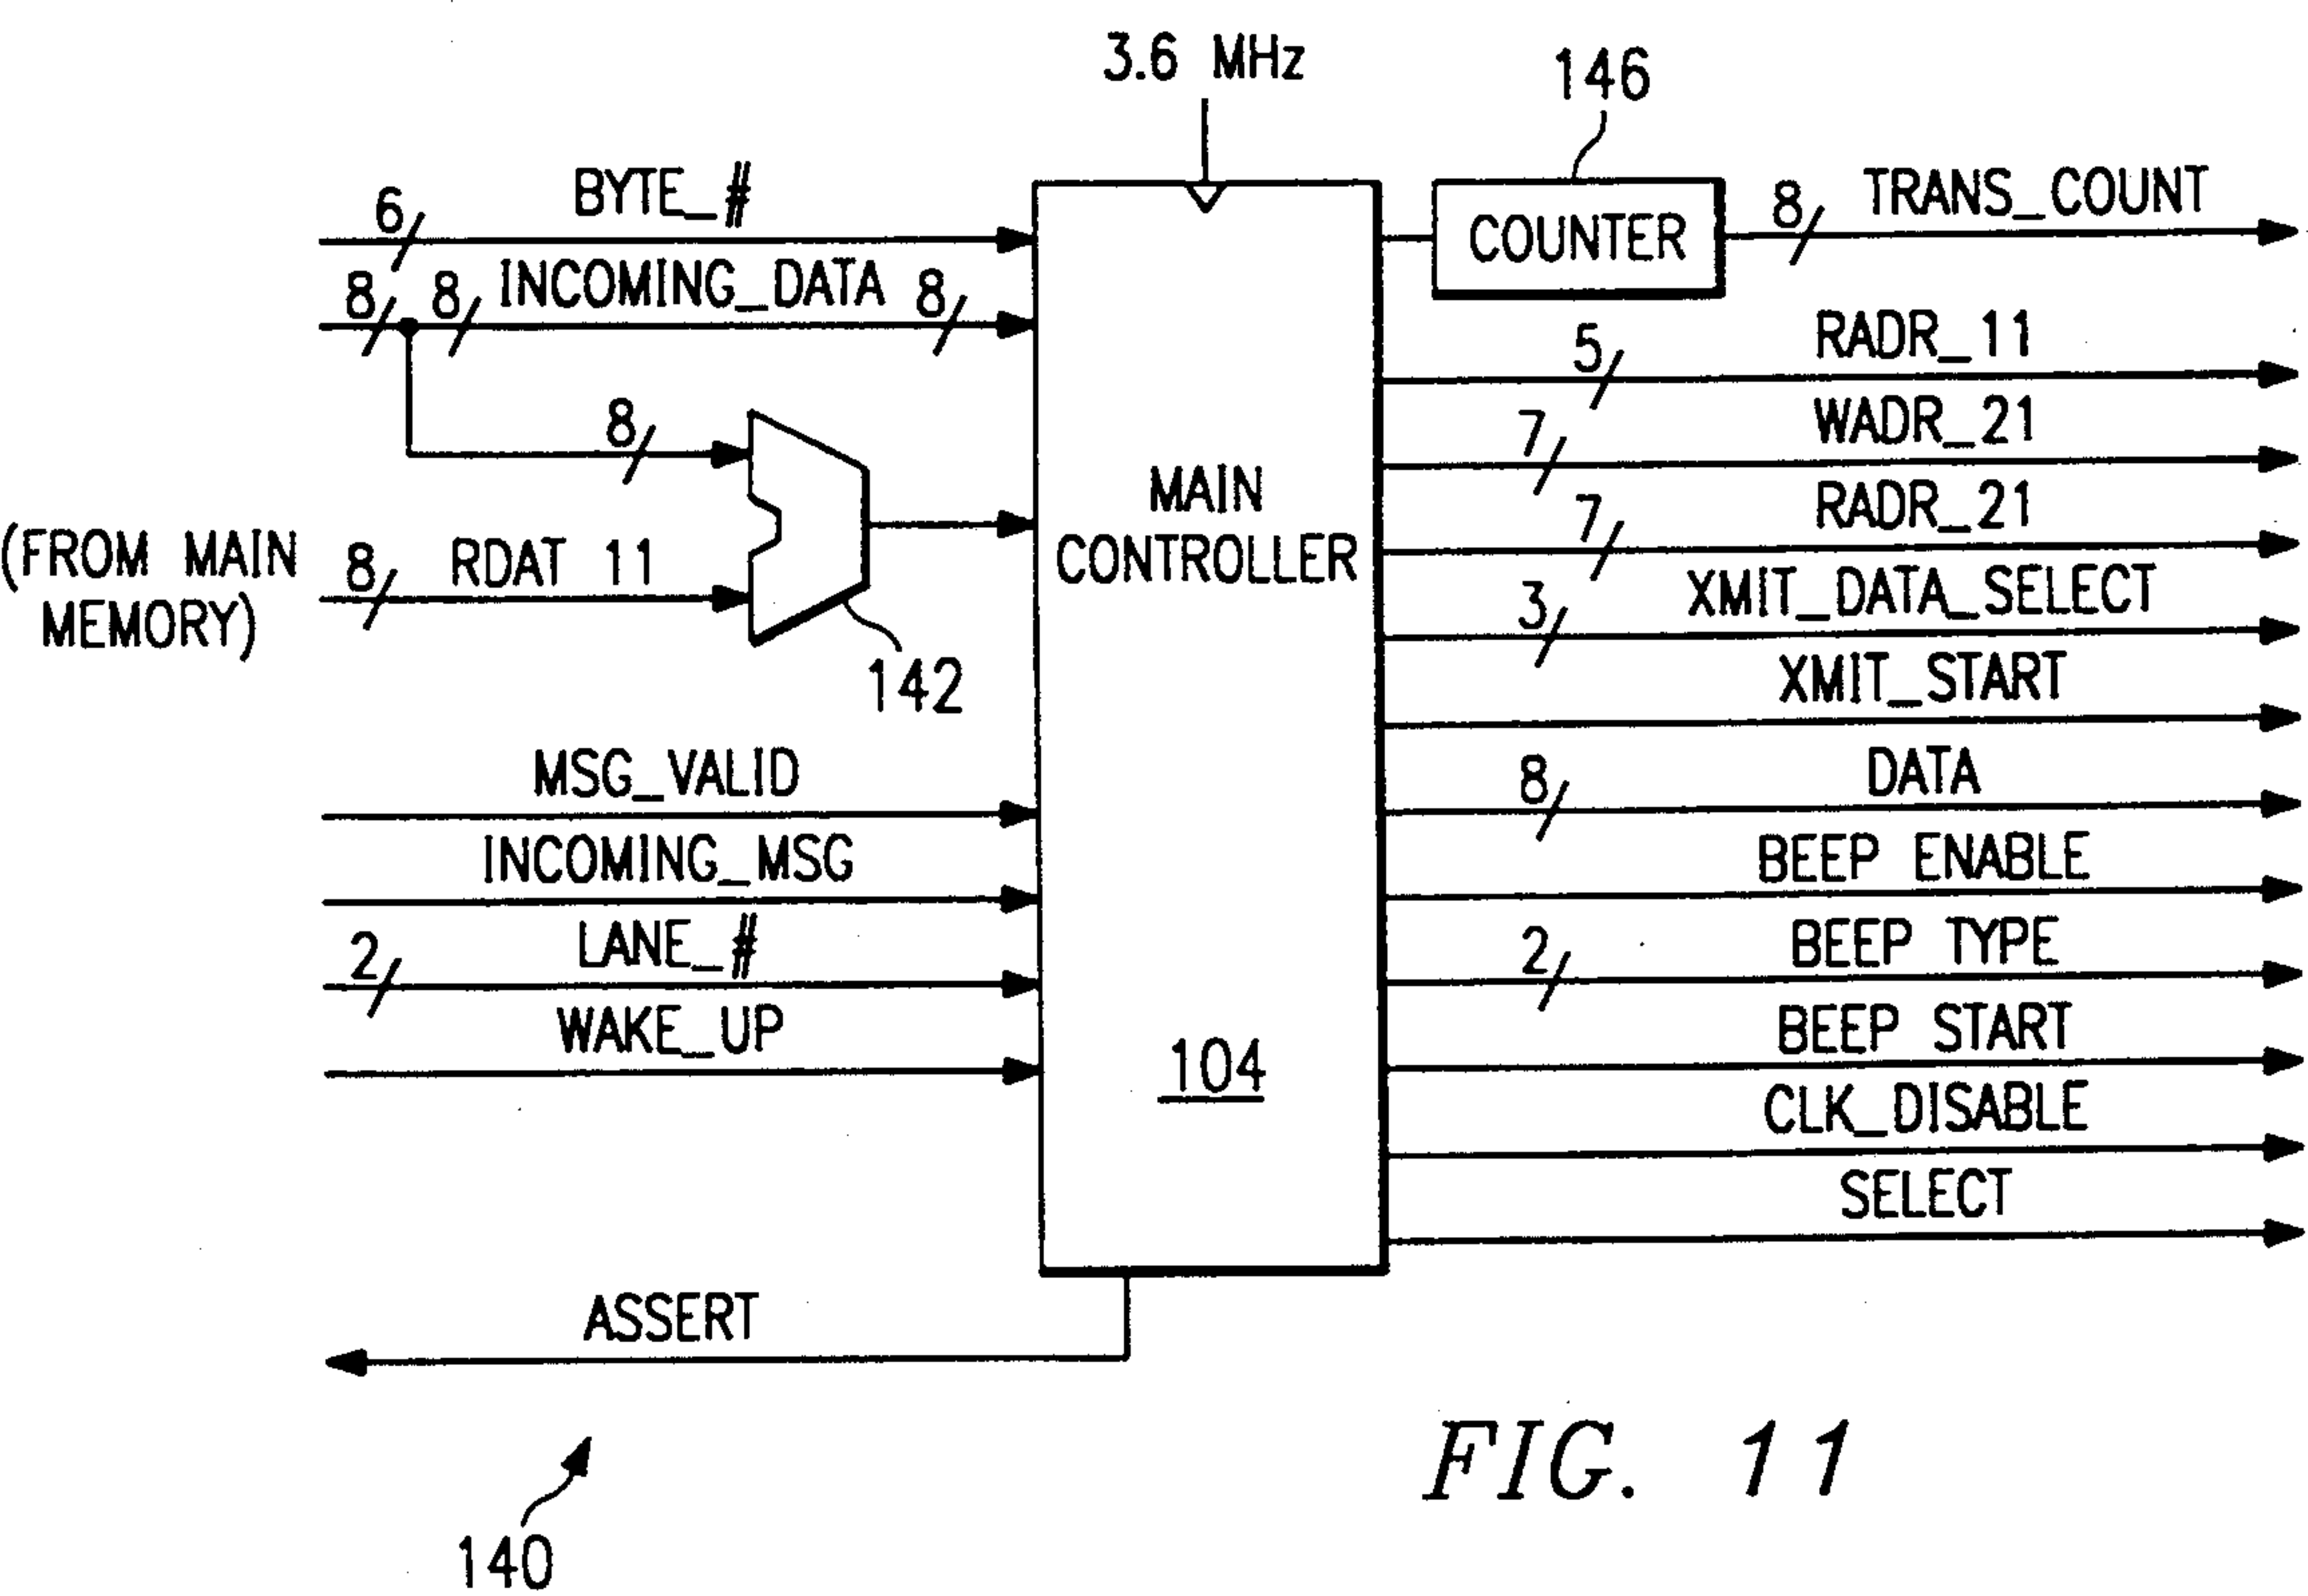 3.6 MHz
146
6 BYTE_#
8 8 INCOMING_DATA 8
8
(FROM MAIN MEMORY)
8 RDAT 11
142
MSG_VALID
INCOMING_MSG
2 LANE_#
WAKE_UP
ASSERT
140
MAIN
CONTROLLER
104
COUNTER
8 TRANS_COUNT
5 RADR_11
7 WADR_21
7 RADR_21
3 XMIT_DATA_SELECT
XMIT_START
8 DATA
BEEP ENABLE
2 BEEP TYPE
BEEP START
CLK_DISABLE
SELECT
FIG. 11